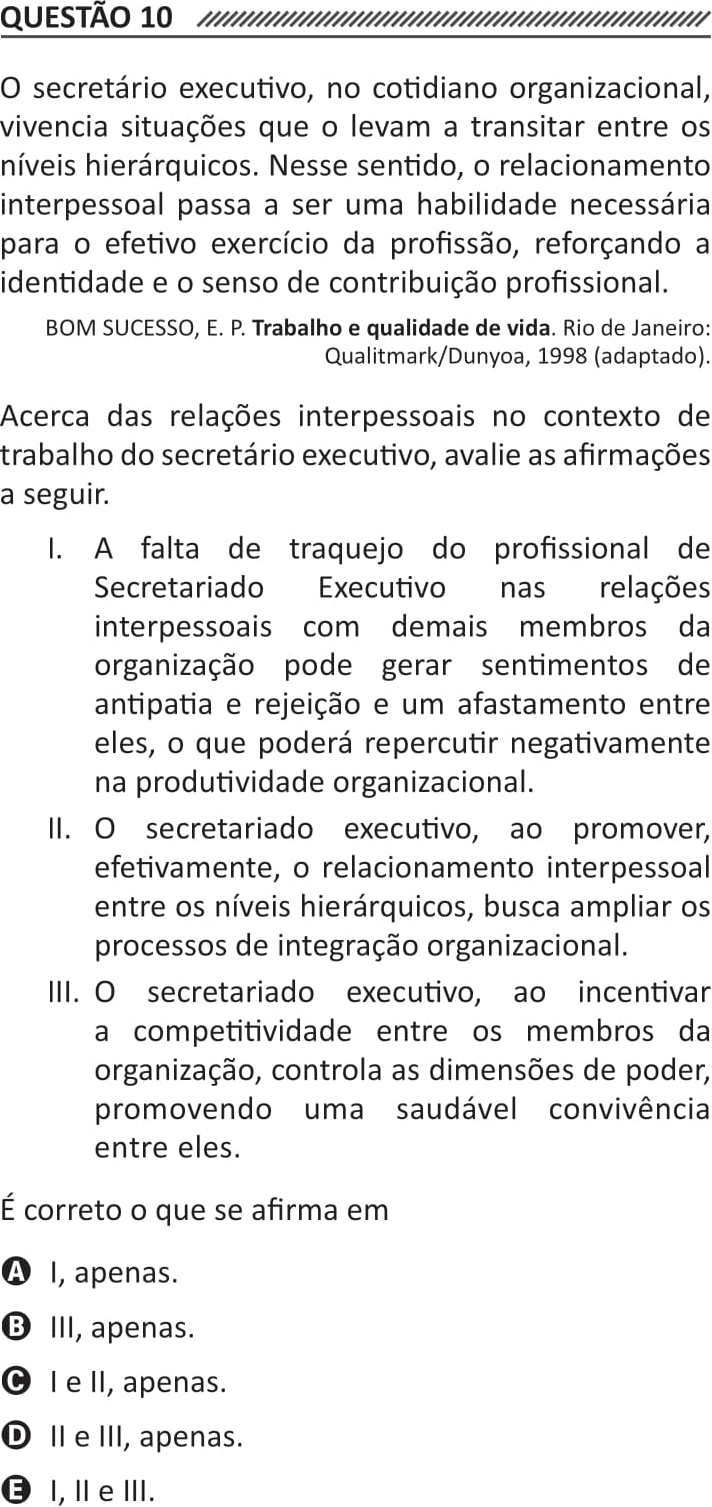 QUESTÃO 10
O secretário executivo, no cotidiano organizacional,
vivencia situações que o levam a transitar entre os
níveis hierárquicos. Nesse sentido, o relacionamento
interpessoal passa a ser uma habilidade necessária
para o efetivo exercício da profissão, reforçando a
identidade e o senso de contribuição profissional.
BOM SUCESSO, E. P. Trabalho e qualidade de vida. Rio de Janeiro:
Qualitmark/Dunyoa, 1998 (adaptado).
Acerca das relações interpessoais no contexto de
trabalho do secretário executivo, avalie as afirmações
a seguir.
I. A falta de traquejo do profissional de
Secretariado Executivo nas relações
interpessoais com demais membros da
organização pode gerar sentimentos de
antipatia e rejeição e um afastamento entre
eles, o que poderá repercutir negativamente
na produtividade organizacional.
II. O secretariado executivo, ao promover,
efetivamente, o relacionamento interpessoal
entre os níveis hierárquicos, busca ampliar os
processos de integração organizacional.
III. O secretariado executivo, ao incentivar
a competitividade entre os membros da
organização, controla as dimensões de poder,
promovendo uma saudável convivência
entre eles.
É correto o que se afirma em
A I, apenas.
B III, apenas.
C I e II, apenas.
D II e III, apenas.
E I, II e III.